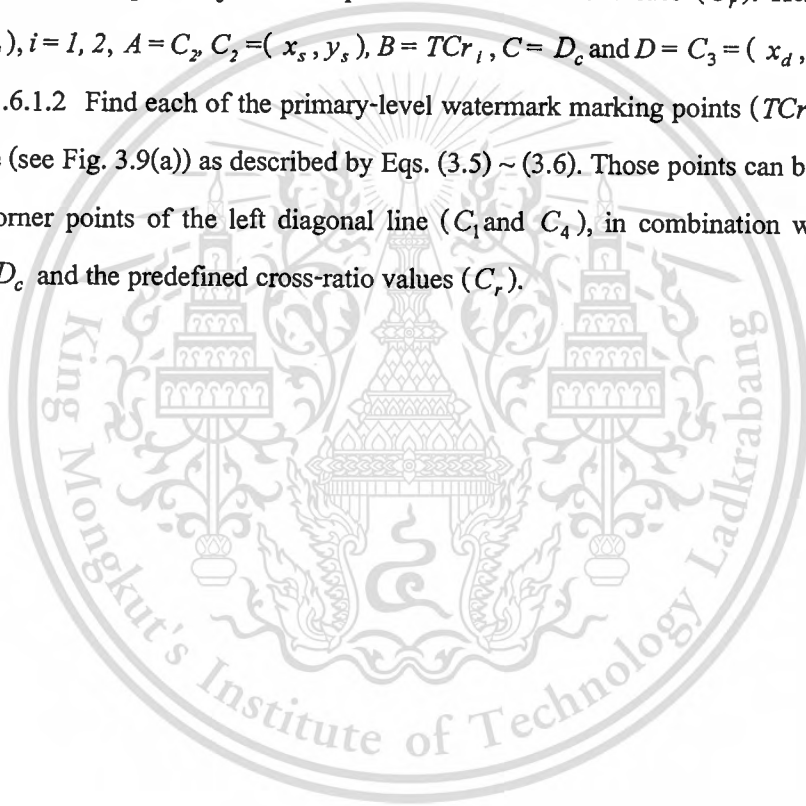 ), i = 1, 2, A = C₂, C₂ = ( xₛ , yₛ ), B = TCrᵢ , C = D_c and D = C₃ = ( x_d ,
.6.1.2 Find each of the primary-level watermark marking points ( TCr
(see Fig. 3.9(a)) as described by Eqs. (3.5) ~ (3.6). Those points can b
orner points of the left diagonal line ( C₁ and C₄ ), in combination w
D_c and the predefined cross-ratio values ( C_r ).
King Mongkut's Institute of Technology Ladkrabang